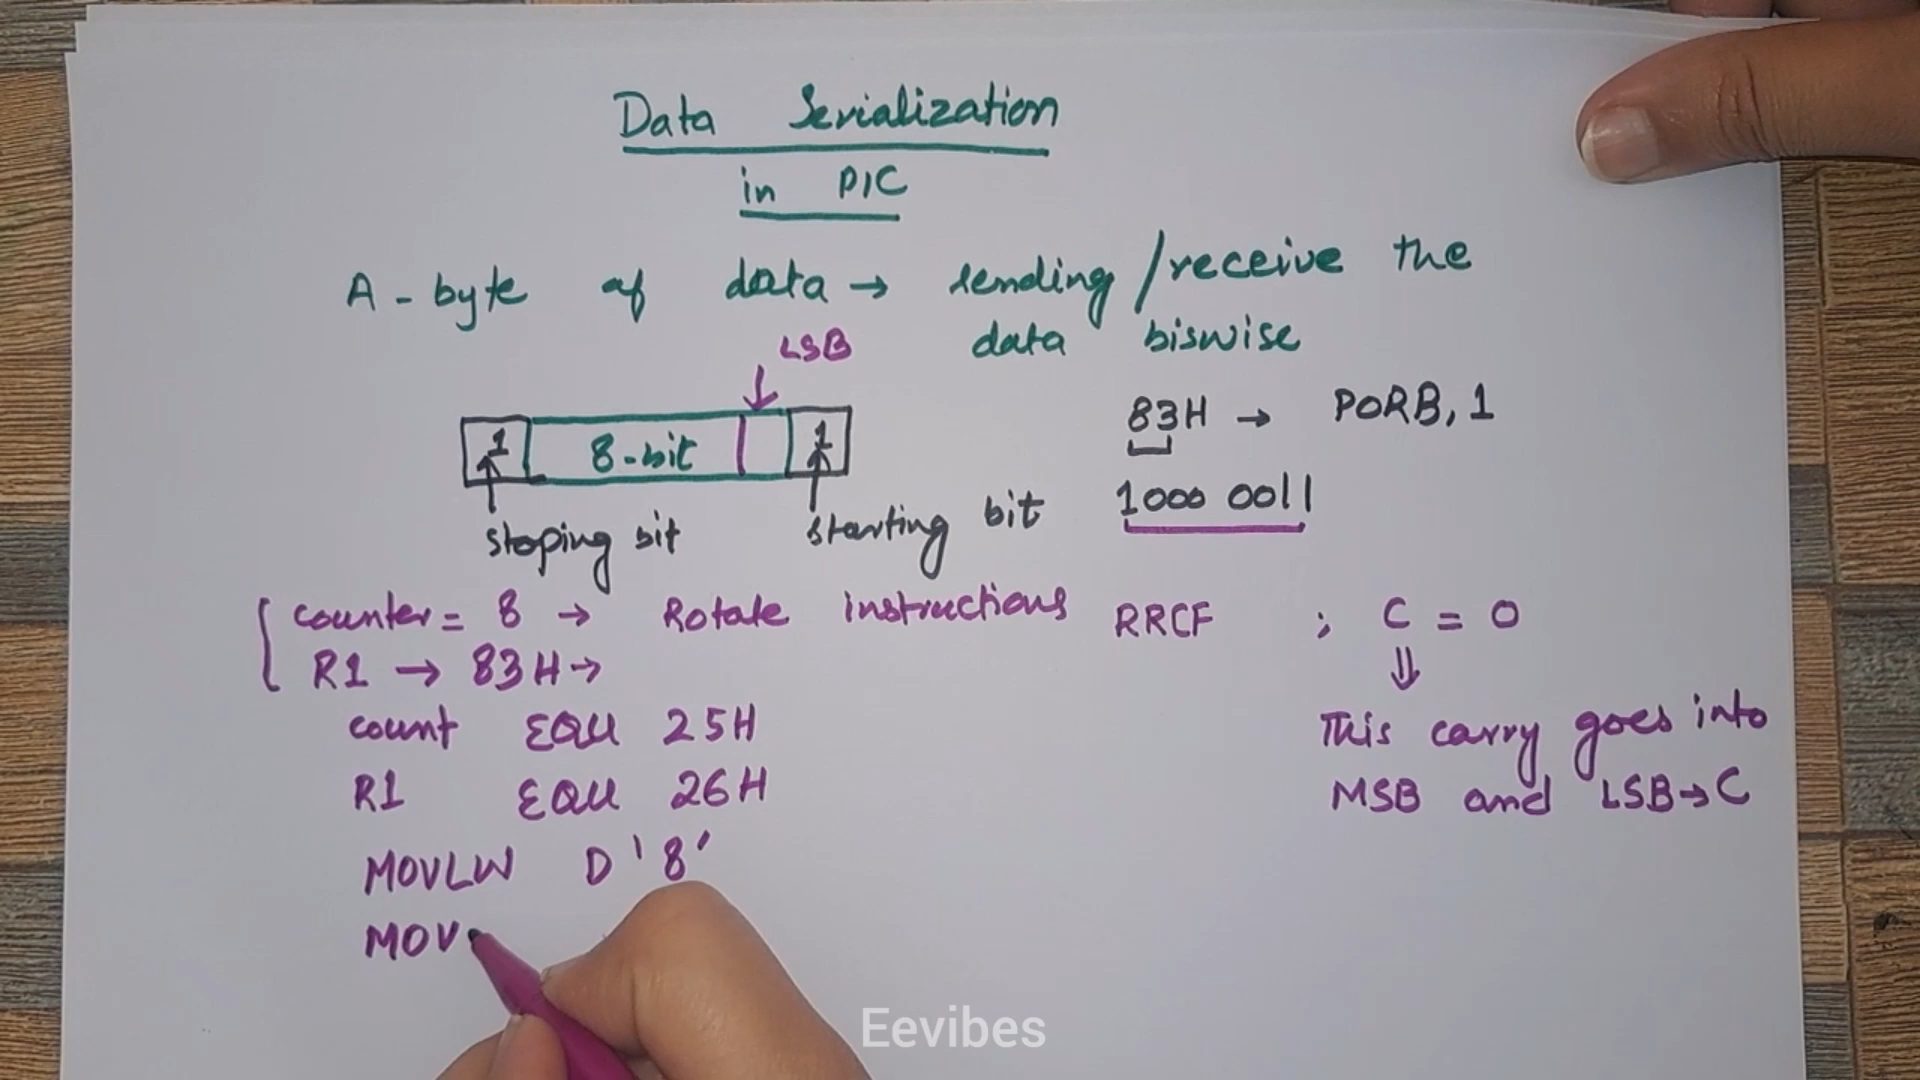 Data Serialization
in PIC
A-byte of data → sending/receive the
data biswise
LSB
1 8-bit 1
stoping bit starting bit
83H → PORB, 1
1000 0011
counter = 8 → Rotate instructions RRCF ; C = 0
R1 → 83H →
⇓
This carry goes into
MSB and LSB → C
count EQU 25H
R1 EQU 26H
MOVLW D '8'
MOV
Eevibes